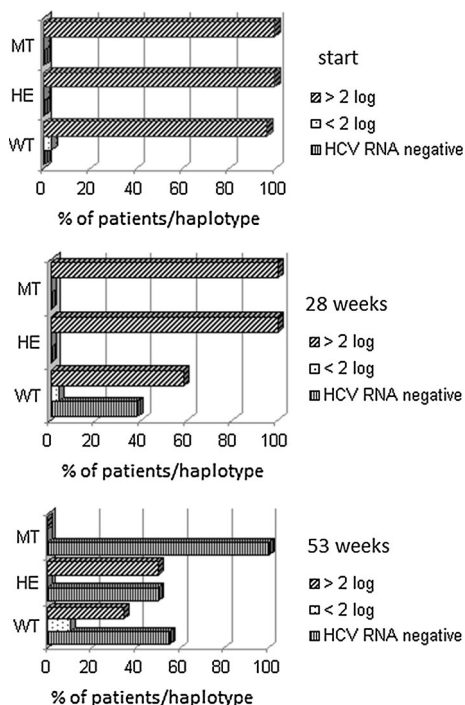 MT
HE
WT
0 20 40 60 80 100
% of patients/haplotype
start
> 2 log
< 2 log
HCV RNA negative
MT
HE
WT
0 20 40 60 80 100
% of patients/haplotype
28 weeks
> 2 log
< 2 log
HCV RNA negative
MT
HE
WT
0 20 40 60 80 100
% of patients/haplotype
53 weeks
> 2 log
< 2 log
HCV RNA negative